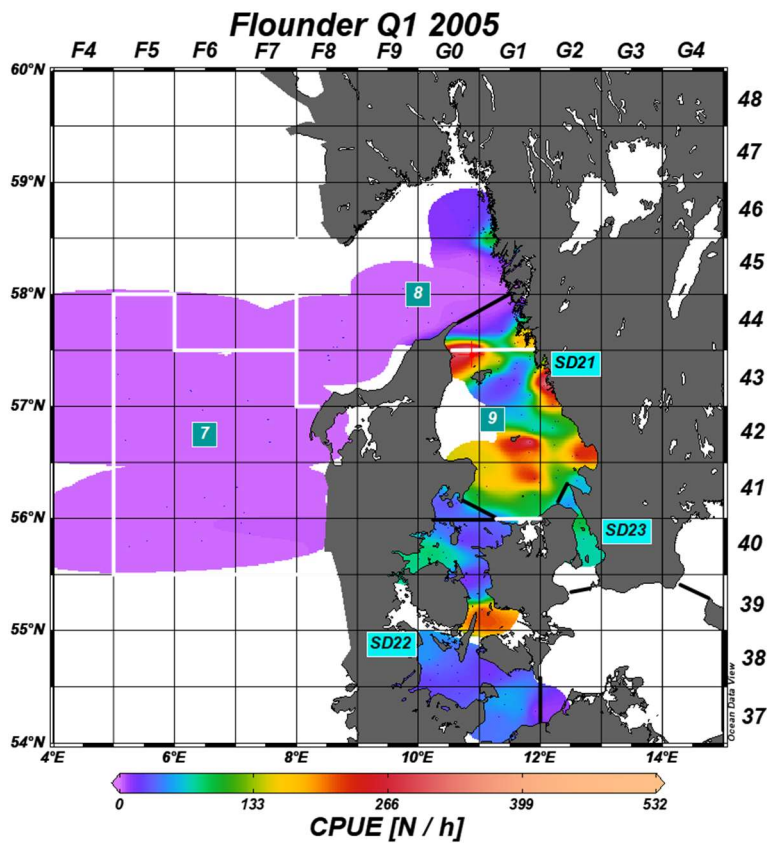 Flounder Q1 2005
F4 F5 F6 F7 F8 F9 G0 G1 G2 G3 G4
60°N
48
47
59°N
46
45
58°N
8
44
SD21
43
57°N
9
7
42
41
56°N
SD23
40
39
55°N
SD22
38
37
54°N
Ocean Data View
4°E 6°E 8°E 10°E 12°E 14°E
0 133 266 399 532
CPUE [N / h]